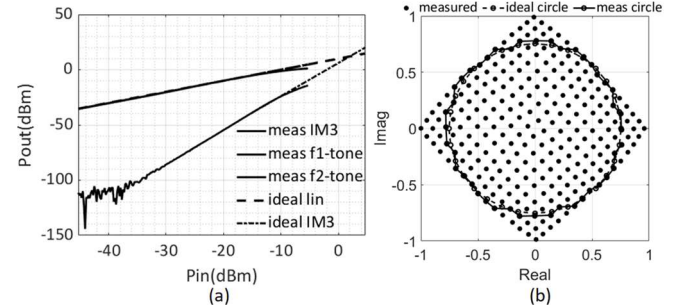 50
0
-50
-100
-150
Pout(dBm)
meas IM3
meas f1-tone
meas f2-tone
ideal lin
ideal IM3
-40
-30
-20
-10
0
Pin(dBm)
(a)
measured
ideal circle
meas circle
1
0.5
0
-0.5
-1
Imag
-1
-0.5
0
0.5
1
Real
(b)